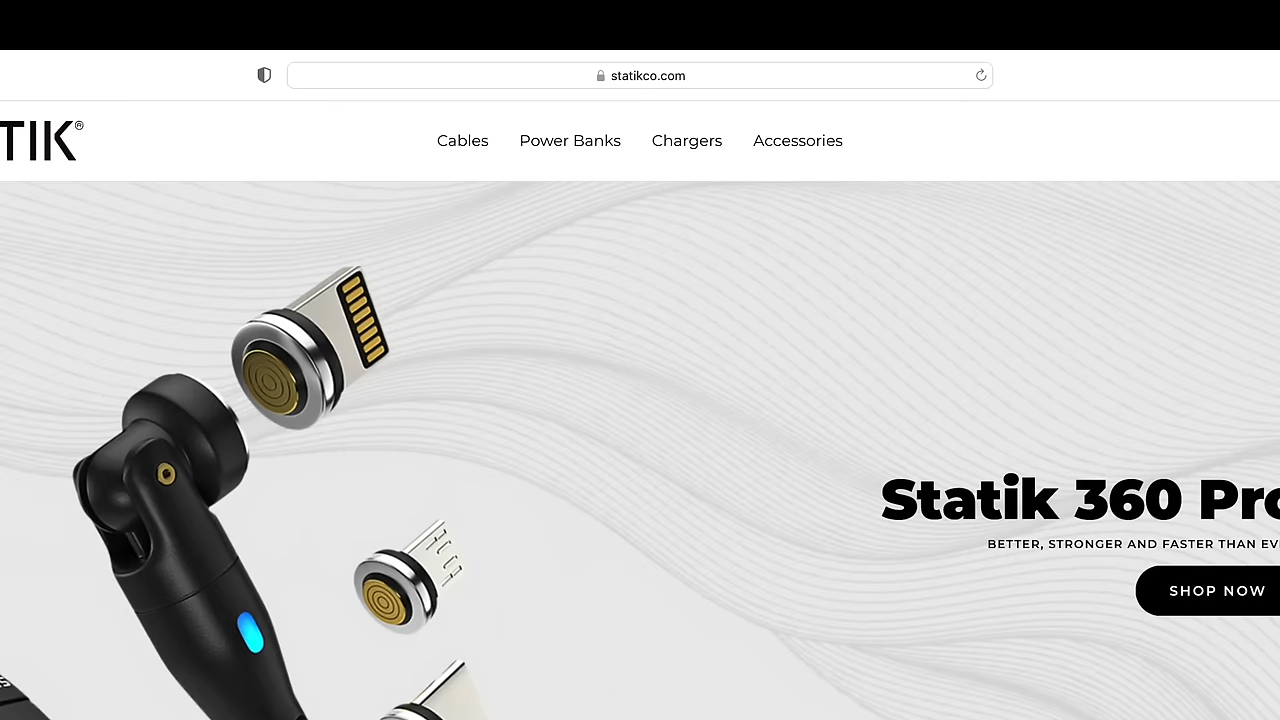 statikco.com
TIK®
Cables Power Banks Chargers Accessories
Statik 360 Pro
BETTER, STRONGER AND FASTER THAN EV
SHOP NOW